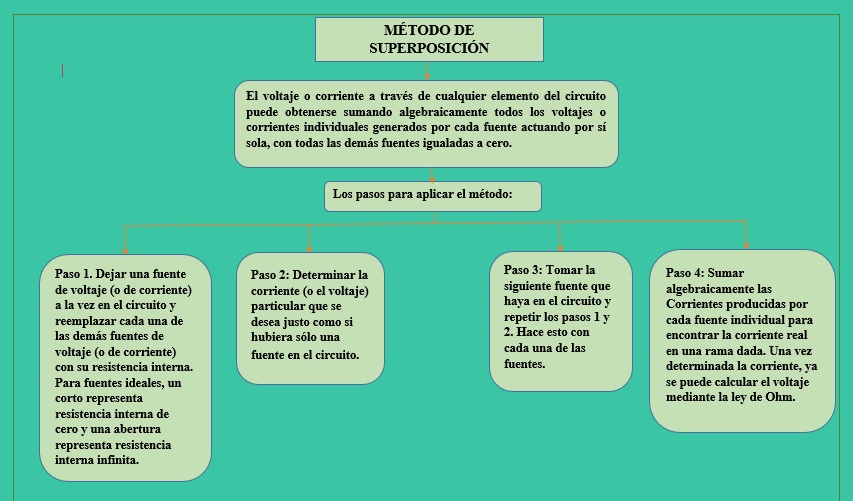 MÉTODO DE
SUPERPOSICIÓN
El voltaje o corriente a través de cualquier elemento del circuito
puede obtenerse sumando algebraicamente todos los voltajes o
corrientes individuales generados por cada fuente actuando por sí
sola, con todas las demás fuentes igualadas a cero.
Los pasos para aplicar el método:
Paso 1. Dejar una fuente
de voltaje (o de corriente)
a la vez en el circuito y
reemplazar cada una de
las demás fuentes de
voltaje (o de corriente)
con su resistencia interna.
Para fuentes ideales, un
corto representa
resistencia interna de
cero y una abertura
representa resistencia
interna infinita.
Paso 2: Determinar la
corriente (o el voltaje)
particular que se
desea justo como si
hubiera sólo una
fuente en el circuito.
Paso 3: Tomar la
siguiente fuente que
haya en el circuito y
repetir los pasos 1 y
2. Hace esto con
cada una de las
fuentes.
Paso 4: Sumar
algebraicamente las
Corrientes producidas por
cada fuente individual para
encontrar la corriente real
en una rama dada. Una vez
determinada la corriente, ya
se puede calcular el voltaje
mediante la ley de Ohm.